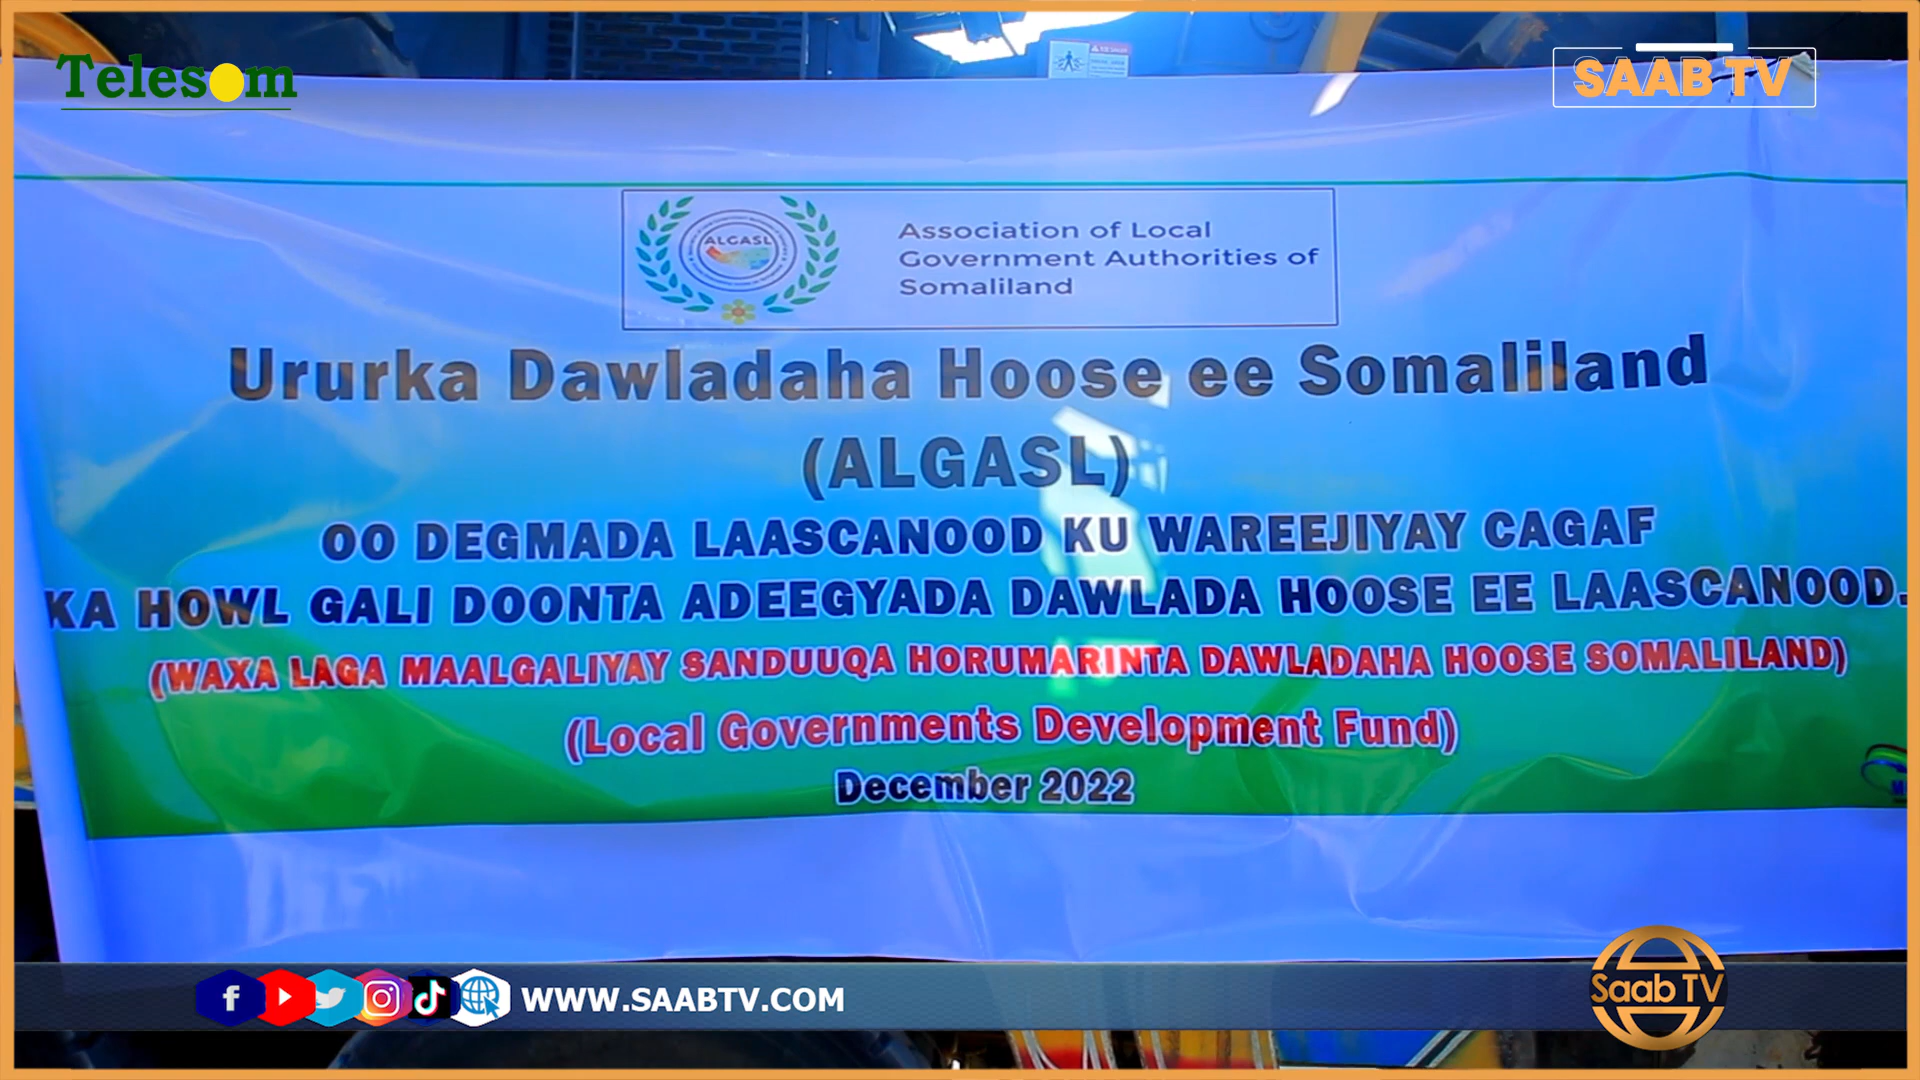 Telesom
SAAB TV
ALGASL
Association of Local
Government Authorities of
Somaliland
Ururka Dawladaha Hoose ee Somaliland
(ALGASL)
OO DEGMADA LAASCANOOD KU WAREEJIYAY CAGAF
KA HOWL GALI DOONTA ADEEGYADA DAWLADA HOOSE EE LAASCANOOD.
(WAXA LAGA MAALGALIYAY SANDUUQA HORUMARINTA DAWLADAHA HOOSE SOMALILAND)
(Local Governments Development Fund)
December 2022
WWW.SAABTV.COM
Saab TV